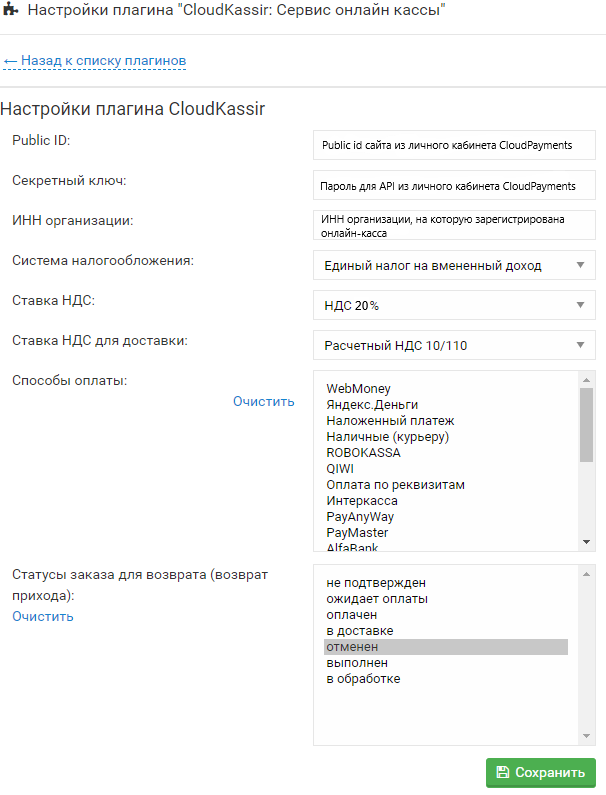 Настройки плагина "CloudKassir: Сервис онлайн кассы"
← Назад к списку плагинов
Настройки плагина CloudKassir
Public ID:
Public id сайта из личного кабинета CloudPayments
Секретный ключ:
Пароль для API из личного кабинета CloudPayments
ИНН организации:
ИНН организации, на которую зарегистрирована
онлайн-касса
Система налогообложения:
Единый налог на вмененный доход
Ставка НДС:
НДС 20%
Ставка НДС для доставки:
Расчетный НДС 10/110
Способы оплаты:
Очистить
WebMoney
Яндекс.Деньги
Наложенный платеж
Наличные (курьеру)
ROBOKASSA
QIWI
Оплата по реквизитам
Интеркасса
PayAnyWay
PayMaster
AlfaBank
Статусы заказа для возврата (возврат
прихода):
Очистить
не подтвержден
ожидает оплаты
оплачен
в доставке
отменен
выполнен
в обработке
Сохранить